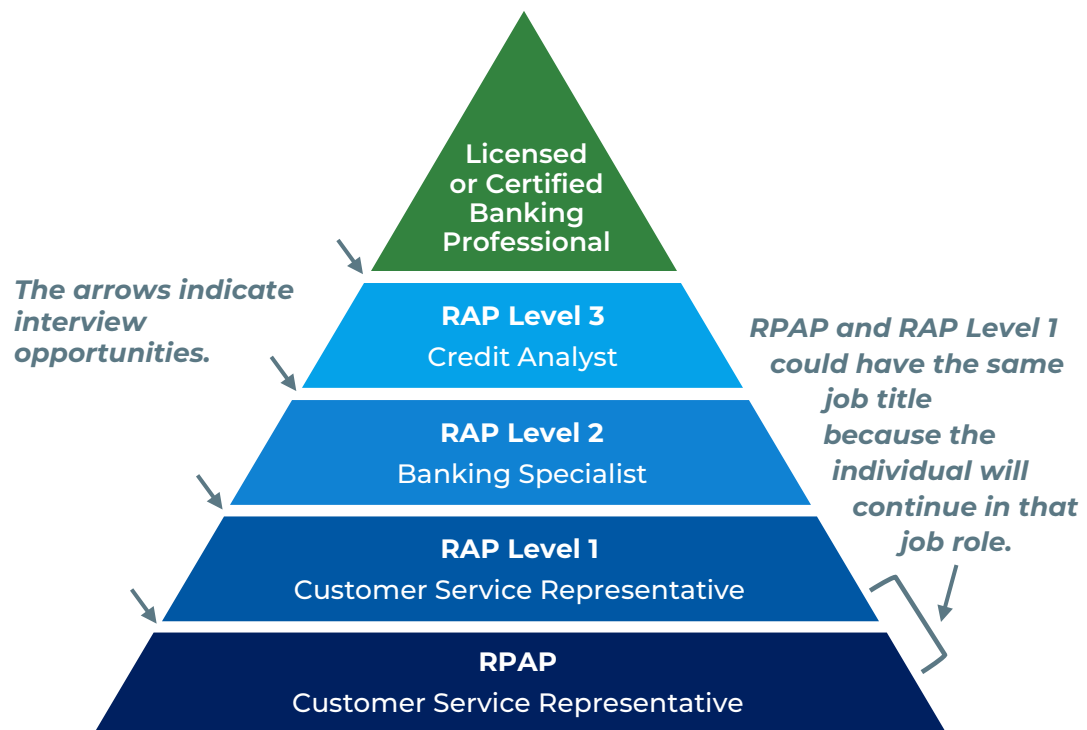 Licensed
or Certified
Banking
Professional
The arrows indicate
interview
opportunities.
RAP Level 3
Credit Analyst
RPAP and RAP Level 1
could have the same
job title
because the
individual will
continue in that
job role.
RAP Level 2
Banking Specialist
RAP Level 1
Customer Service Representative
RPAP
Customer Service Representative